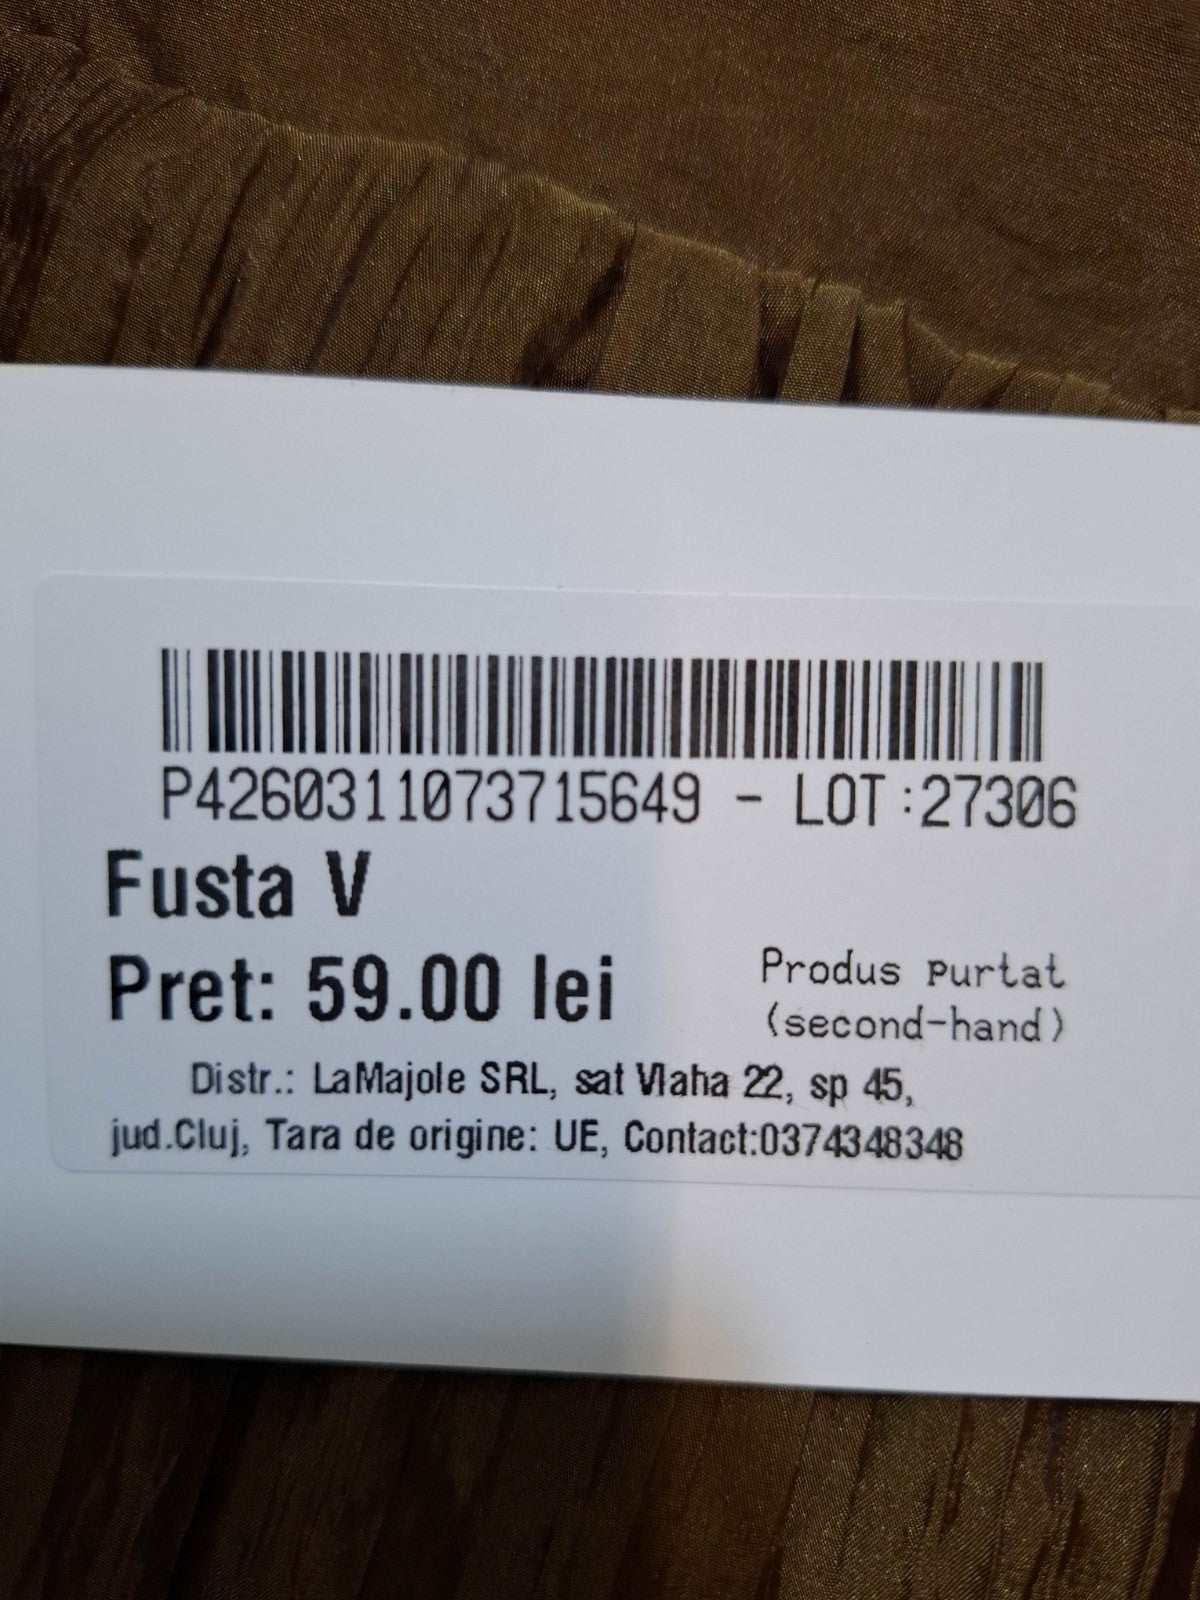 P4260311073715649 - LOT:27306
Fusta V
Pret: 59.00 lei
Produs purtat
(second-hand)
Distr.: LaMajole SRL, sat Vlaha 22, sp 45,
jud.Cluj, Tara de origine: UE, Contact:0374348348